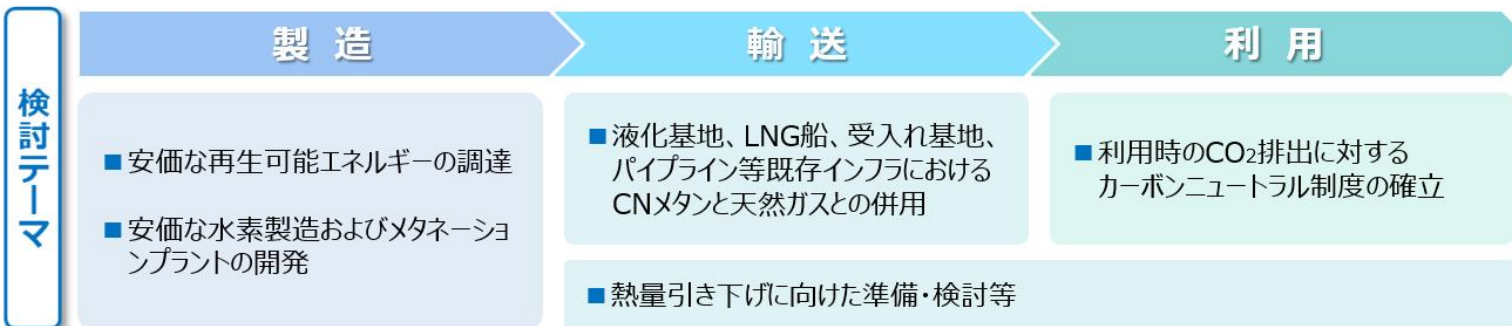 検討テーマ
製 造
輸 送
利 用
■安価な再生可能エネルギーの調達
■安価な水素製造およびメタネーショ
ンプラントの開発
■液化基地、LNG船、受入れ基地、
パイプライン等既存インフラにおける
CNメタンと天然ガスとの併用
■利用時のCO₂排出に対する
カーボンニュートラル制度の確立
■熱量引き下げに向けた準備・検討等